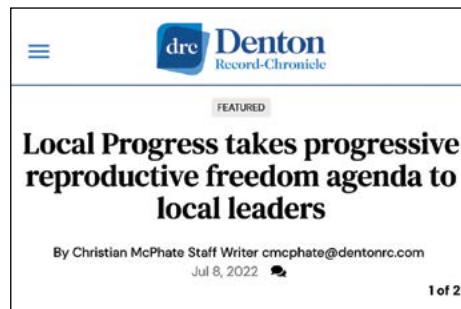 drc Denton
Record-Chronicle
FEATURED
Local Progress takes progressive
reproductive freedom agenda to
local leaders
By Christian McPhate Staff Writer cmcphate@dentonrc.com
Jul 8, 2022
1 of 2